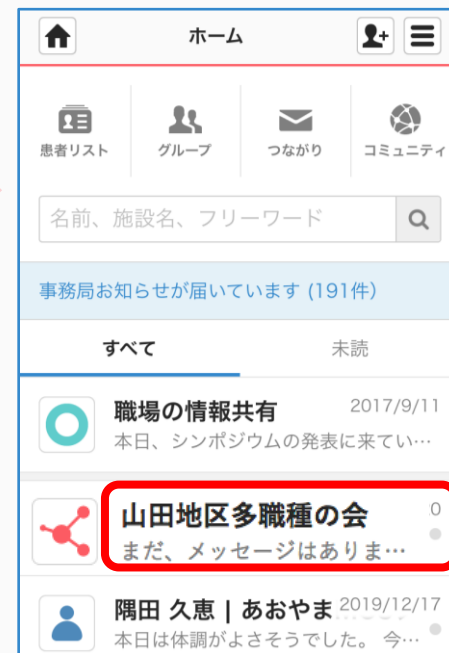 ホーム
患者リスト
グループ
つながり
コミュニティ
名前、施設名、フリーワード
事務局お知らせが届いています (191件)
すべて
未読
職場の情報共有 2017/9/11
本日、シンポジウムの発表に来てい…
山田地区多職種の会 0
まだ、メッセージはありま…
隅田 久恵 | あおやま 2019/12/17
本日は体調がよさそうでした。 今…